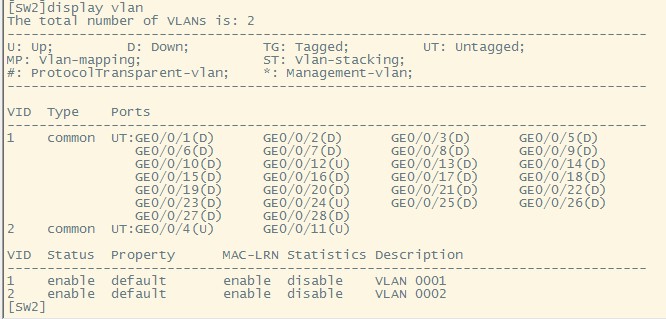 [SW2]display vlan
The total number of VLANs is: 2
--------------------------------------------------------------------------------
U: Up;         D: Down;         TG: Tagged;         UT: Untagged;
MP: Vlan-mapping;               ST: Vlan-stacking;
#: ProtocolTransparent-vlan;    *: Management-vlan;
--------------------------------------------------------------------------------
VID  Type    Ports
--------------------------------------------------------------------------------
1    common  UT:GE0/0/1(D)      GE0/0/2(D)      GE0/0/3(D)      GE0/0/5(D)
                GE0/0/6(D)      GE0/0/7(D)      GE0/0/8(D)      GE0/0/9(D)
                GE0/0/10(D)     GE0/0/12(U)     GE0/0/13(D)     GE0/0/14(D)
                GE0/0/15(D)     GE0/0/16(D)     GE0/0/17(D)     GE0/0/18(D)
                GE0/0/19(D)     GE0/0/20(D)     GE0/0/21(D)     GE0/0/22(D)
                GE0/0/23(D)     GE0/0/24(U)     GE0/0/25(D)     GE0/0/26(D)
                GE0/0/27(D)     GE0/0/28(D)
2    common  UT:GE0/0/4(U)      GE0/0/11(U)
VID  Status  Property      MAC-LRN Statistics Description
--------------------------------------------------------------------------------
1    enable  default       enable  disable    VLAN 0001
2    enable  default       enable  disable    VLAN 0002
[SW2]